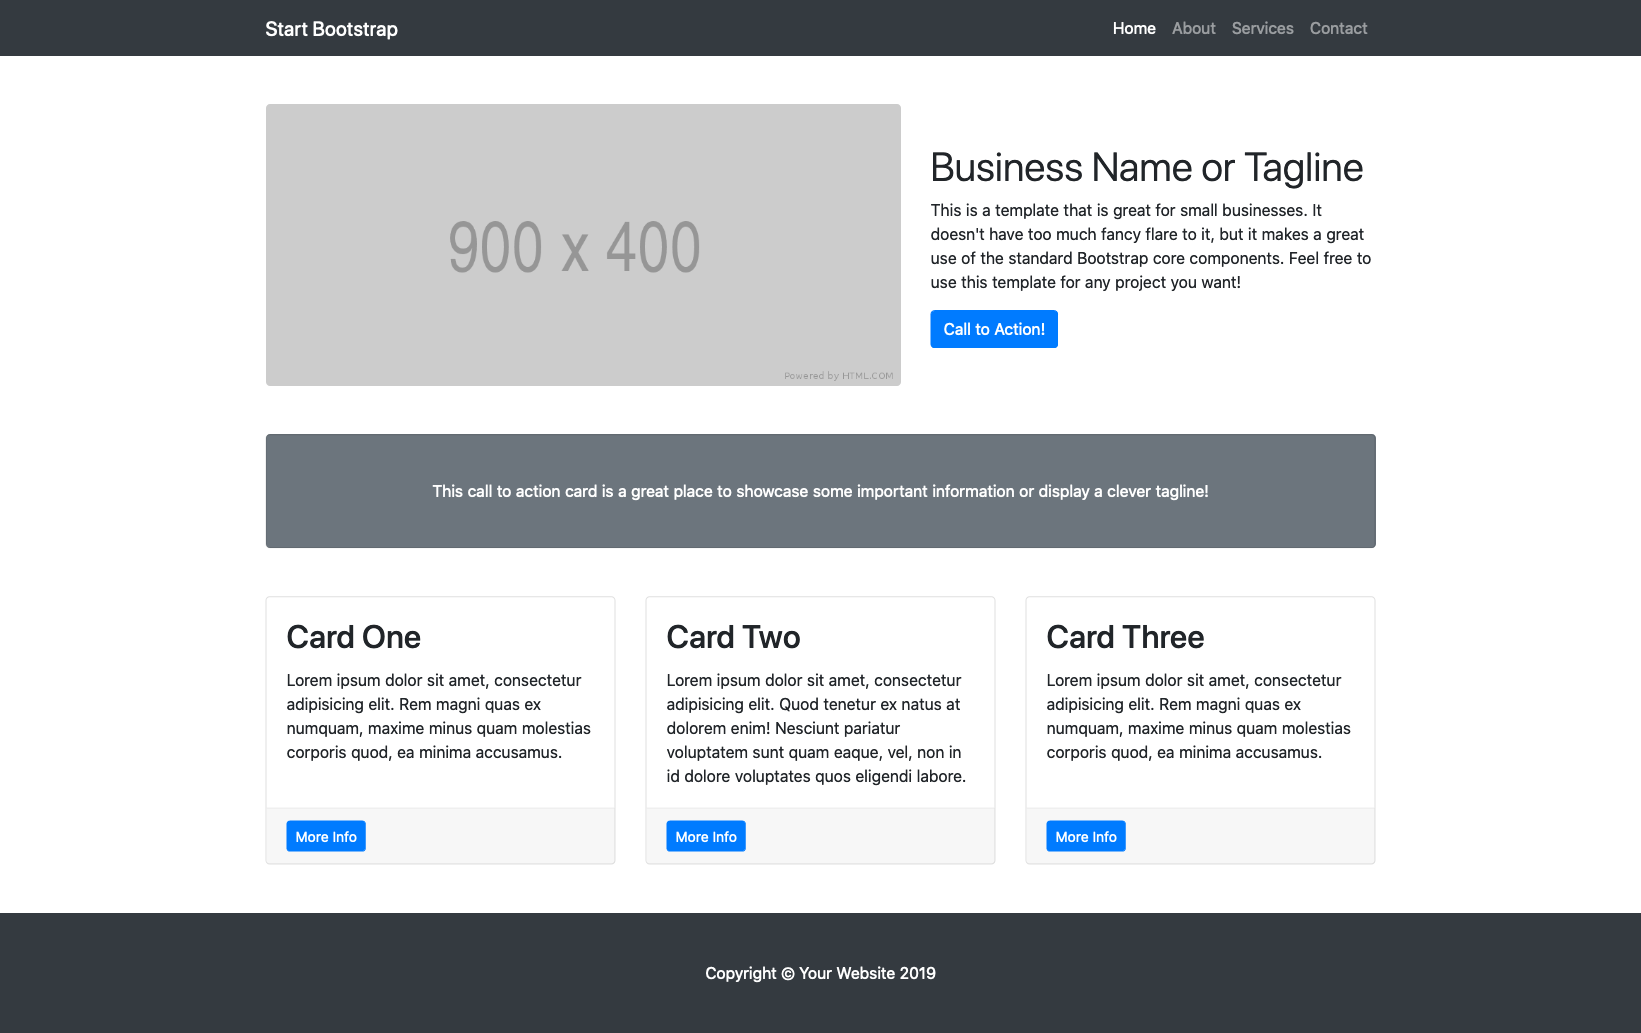 Start Bootstrap
Home About Services Contact
900 x 400
Powered by HTML.COM
Business Name or Tagline
This is a template that is great for small businesses. It
doesn't have too much fancy flare to it, but it makes a great
use of the standard Bootstrap core components. Feel free to
use this template for any project you want!
Call to Action!
This call to action card is a great place to showcase some important information or display a clever tagline!
Card One
Lorem ipsum dolor sit amet, consectetur
adipisicing elit. Rem magni quas ex
numquam, maxime minus quam molestias
corporis quod, ea minima accusamus.
More Info
Card Two
Lorem ipsum dolor sit amet, consectetur
adipisicing elit. Quod tenetur ex natus at
dolorem enim! Nesciunt pariatur
voluptatem sunt quam eaque, vel, non in
id dolore voluptates quos eligendi labore.
More Info
Card Three
Lorem ipsum dolor sit amet, consectetur
adipisicing elit. Rem magni quas ex
numquam, maxime minus quam molestias
corporis quod, ea minima accusamus.
More Info
Copyright © Your Website 2019